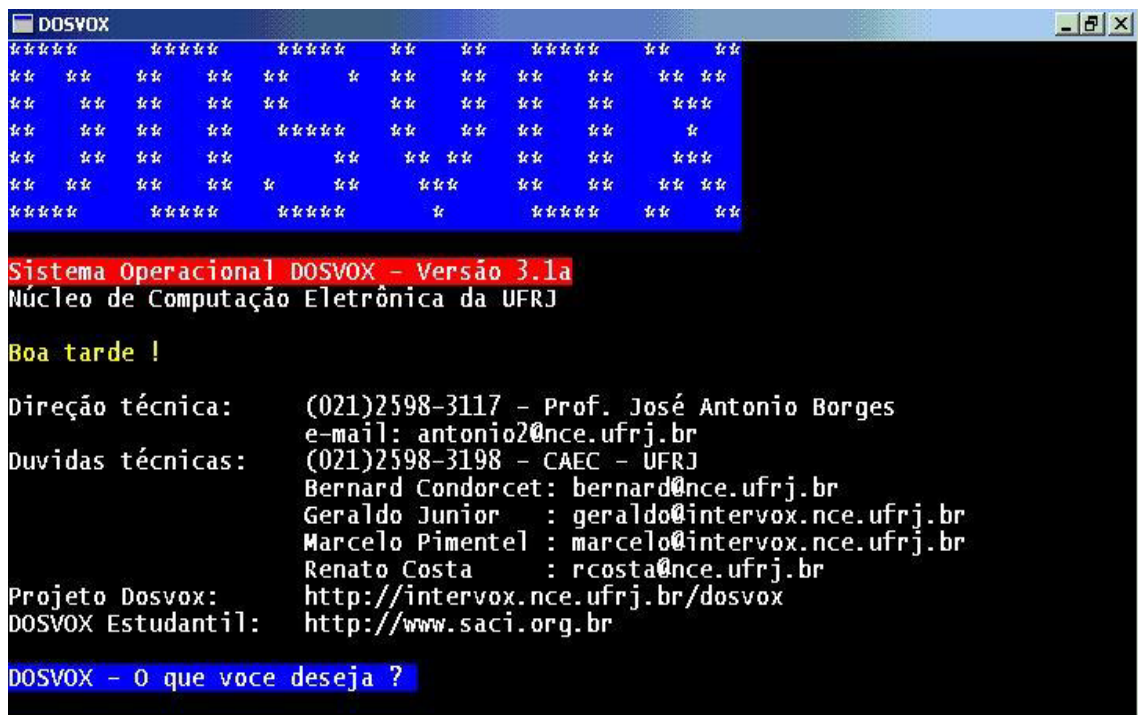 DOSVOX
DOSVOX
Sistema Operacional DOSVOX - Versão 3.1a
Núcleo de Computação Eletrônica da UFRJ
Boa tarde !
Direção técnica: (021)2598-3117 - Prof. José Antonio Borges
e-mail: antonio2@nce.ufrj.br
Duvidas técnicas: (021)2598-3198 - CAEC - UFRJ
Bernard Condorcet: bernard@nce.ufrj.br
Geraldo Junior : geraldo@intervox.nce.ufrj.br
Marcelo Pimentel : marcelo@intervox.nce.ufrj.br
Renato Costa : rcosta@nce.ufrj.br
Projeto Dosvox: http://intervox.nce.ufrj.br/dosvox
DOSVOX Estudantil: http://www.saci.org.br
DOSVOX - O que voce deseja ?